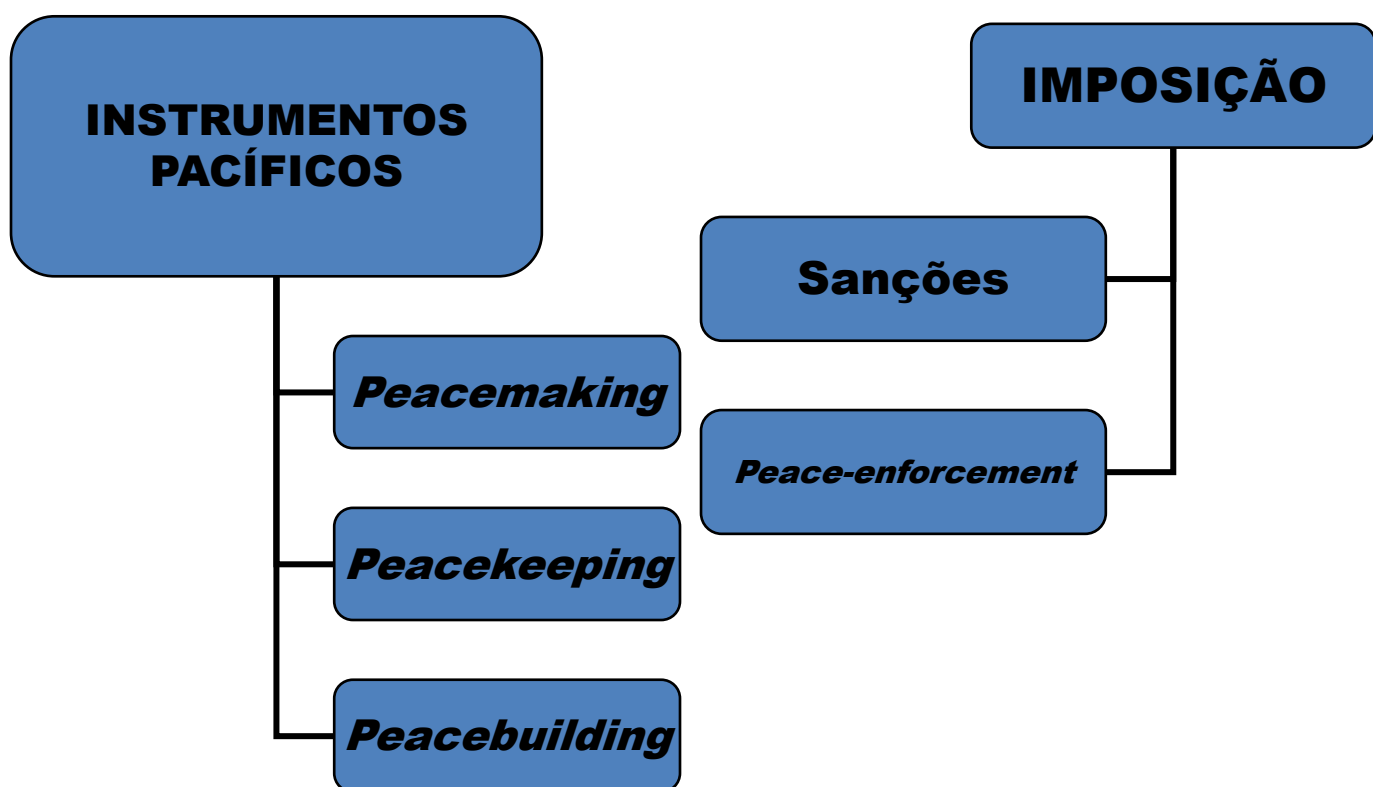 INSTRUMENTOS
PACÍFICOS
Peacemaking
Peacekeeping
Peacebuilding
IMPOSIÇÃO
Sanções
Peace-enforcement